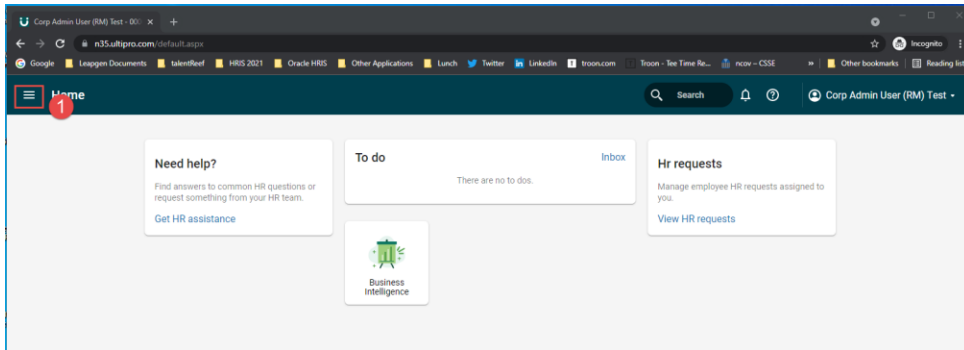 Corp Admin User (RM) Test - 000
n35.ultipro.com/default.aspx
Incognito
Google Leapgen Documents talentReef HRIS 2021 Oracle HRIS Other Applications Lunch Twitter LinkedIn troon.com Troon - Tee Time Re... ncov – CSSE » Other bookmarks Reading list
Home
1
Search
Corp Admin User (RM) Test
Need help?
Find answers to common HR questions or
request something from your HR team.
Get HR assistance
To do
Inbox
There are no to dos.
Business
Intelligence
Hr requests
Manage employee HR requests assigned to
you.
View HR requests